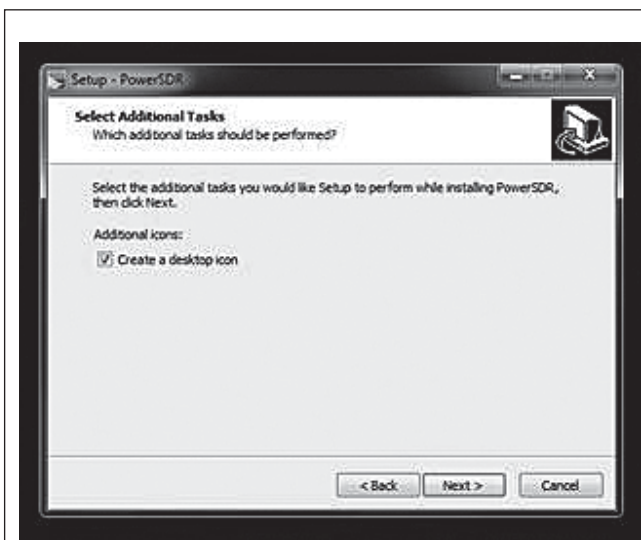 Setup - PowerSDR
Select Additional Tasks
Which additional tasks should be performed?
Select the additional tasks you would like Setup to perform while installing PowerSDR,
then click Next.
Additional icons:
Create a desktop icon
< Back Next > Cancel